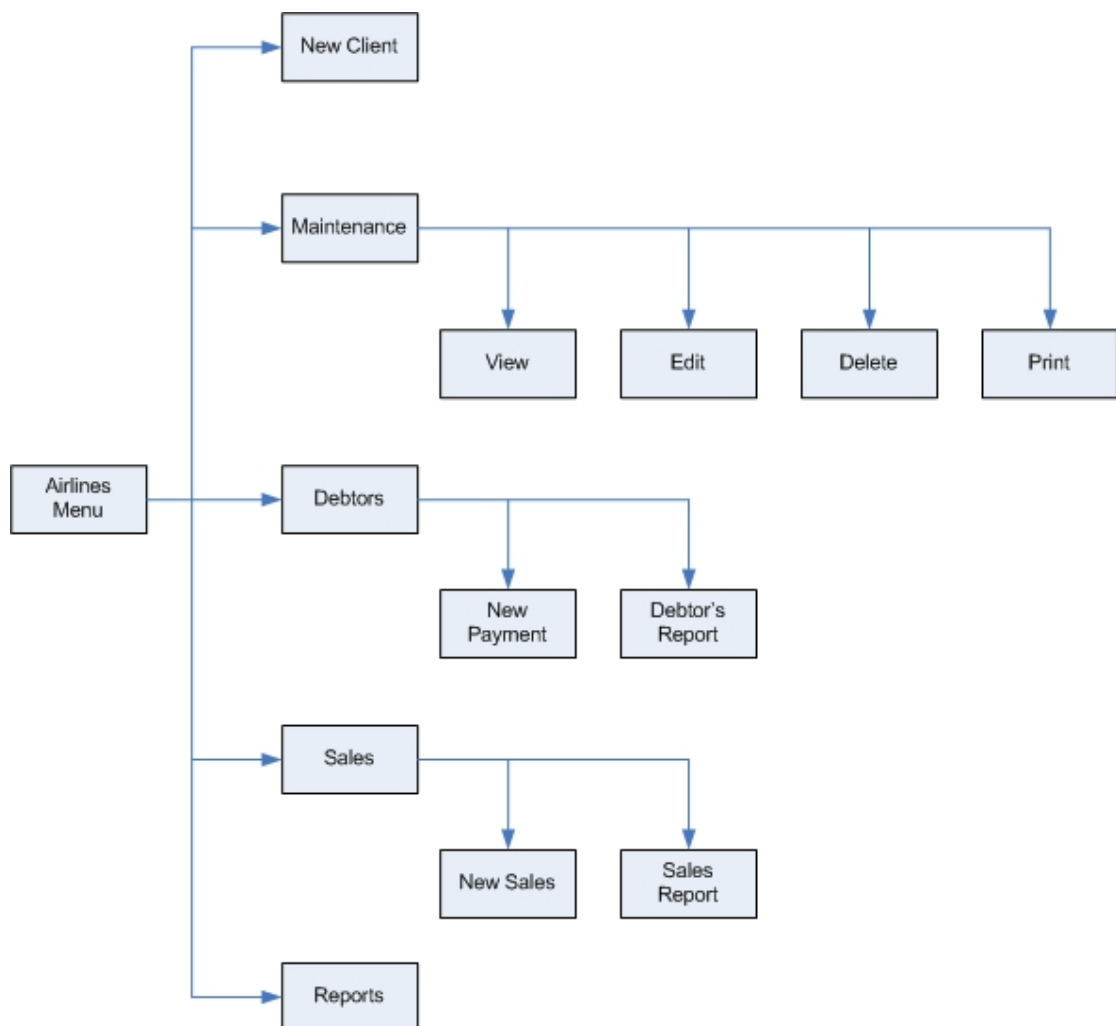 New Client
Maintenance
View
Edit
Delete
Print
Airlines
Menu
Debtors
New
Payment
Debtor’s
Report
Sales
New Sales
Sales
Report
Reports